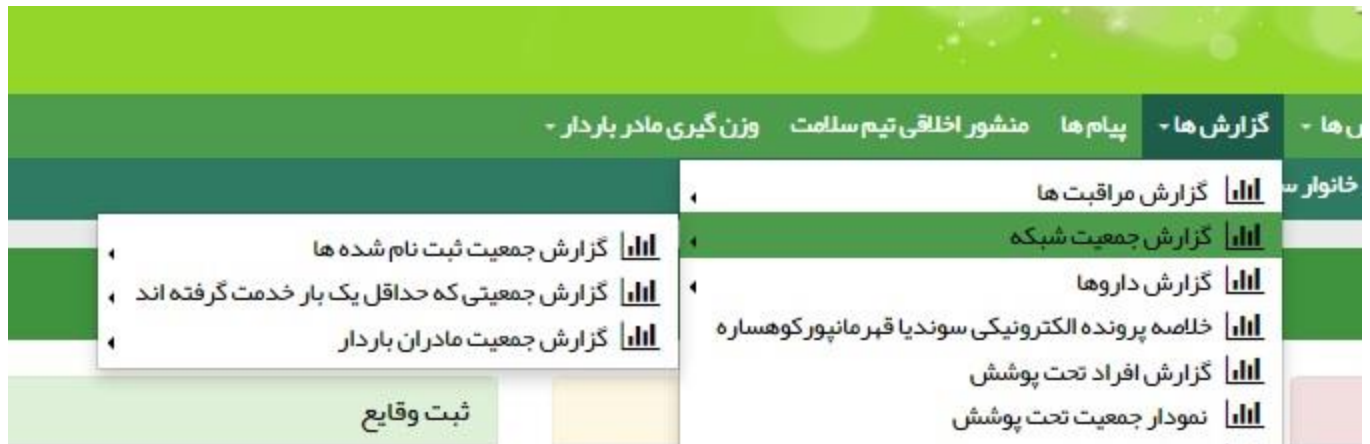 گزارش ها پیام ها منشور اخلاقی تیم سلامت وزن گیری مادر باردار
خانوار
گزارش مراقبت ها
گزارش جمعیت شبکه
گزارش داروها
خلاصه پرونده الکترونیکی سوندیا قهرمانپور کوهساره
گزارش افراد تحت پوشش
نمودار جمعیت تحت پوشش
گزارش جمعیت ثبت نام شده ها
گزارش جمعیتی که حداقل یک بار خدمت گرفته اند
گزارش جمعیت مادران باردار
ثبت وقایع